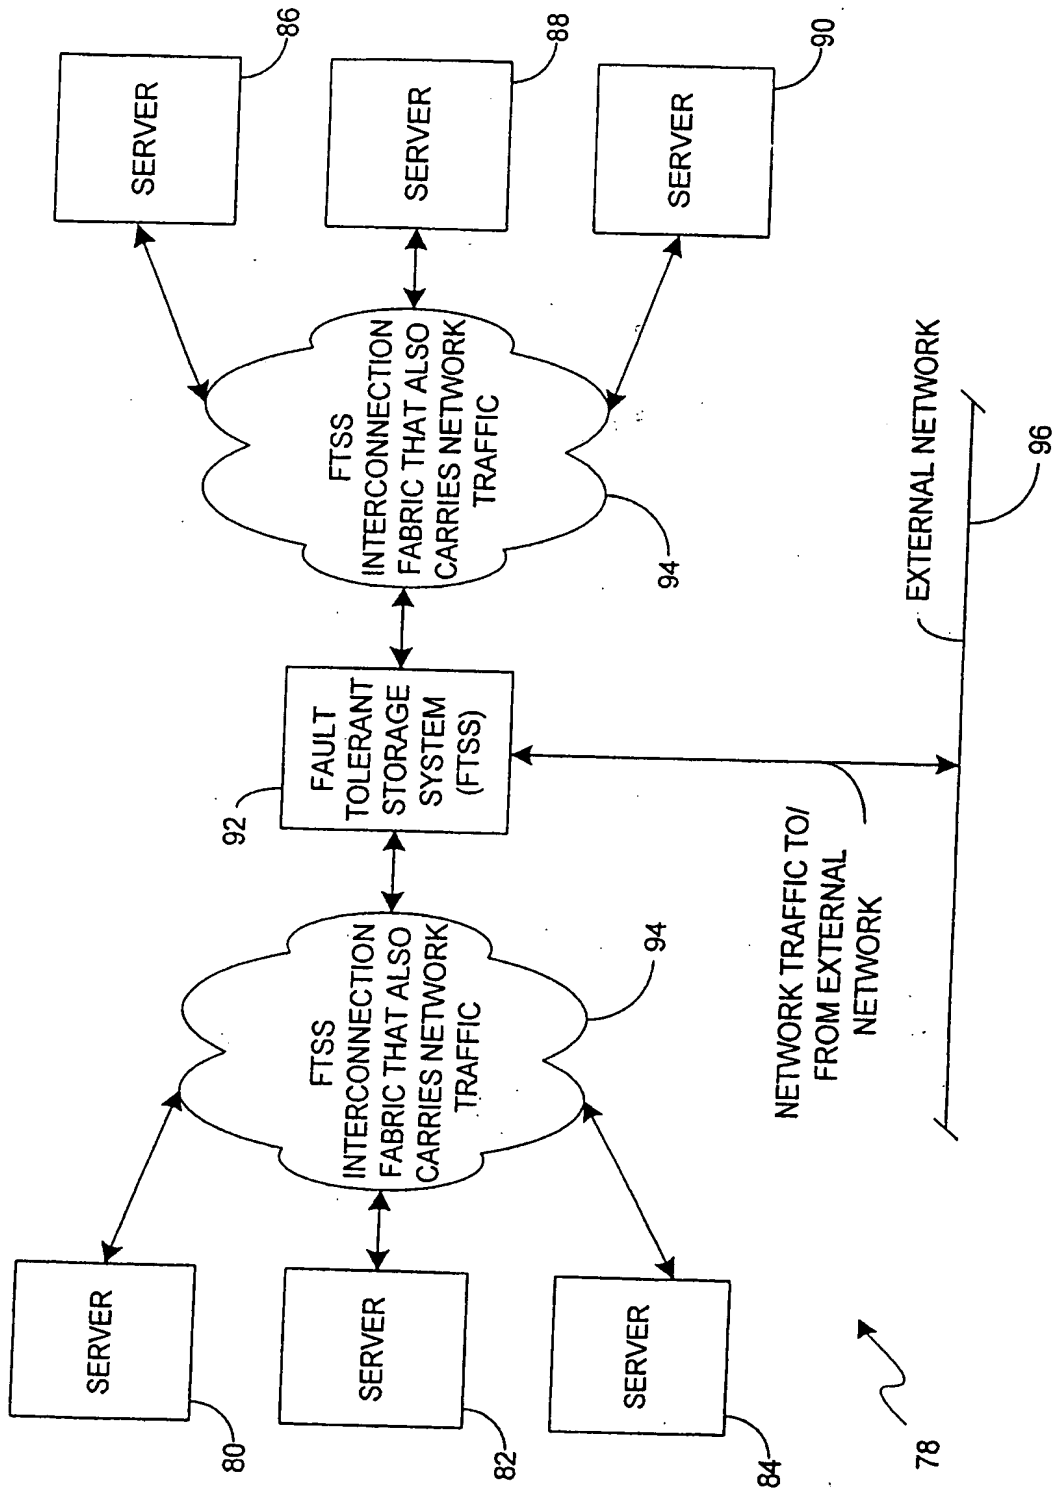 SERVER
80
SERVER
82
SERVER
84
FTSS
INTERCONNECTION
FABRIC THAT ALSO
CARRIES NETWORK
TRAFFIC
94
92
FAULT
TOLERANT
STORAGE
SYSTEM
(FTSS)
FTSS
INTERCONNECTION
FABRIC THAT ALSO
CARRIES NETWORK
TRAFFIC
94
SERVER
86
SERVER
88
SERVER
90
NETWORK TRAFFIC TO/
FROM EXTERNAL
NETWORK
EXTERNAL NETWORK
96
78